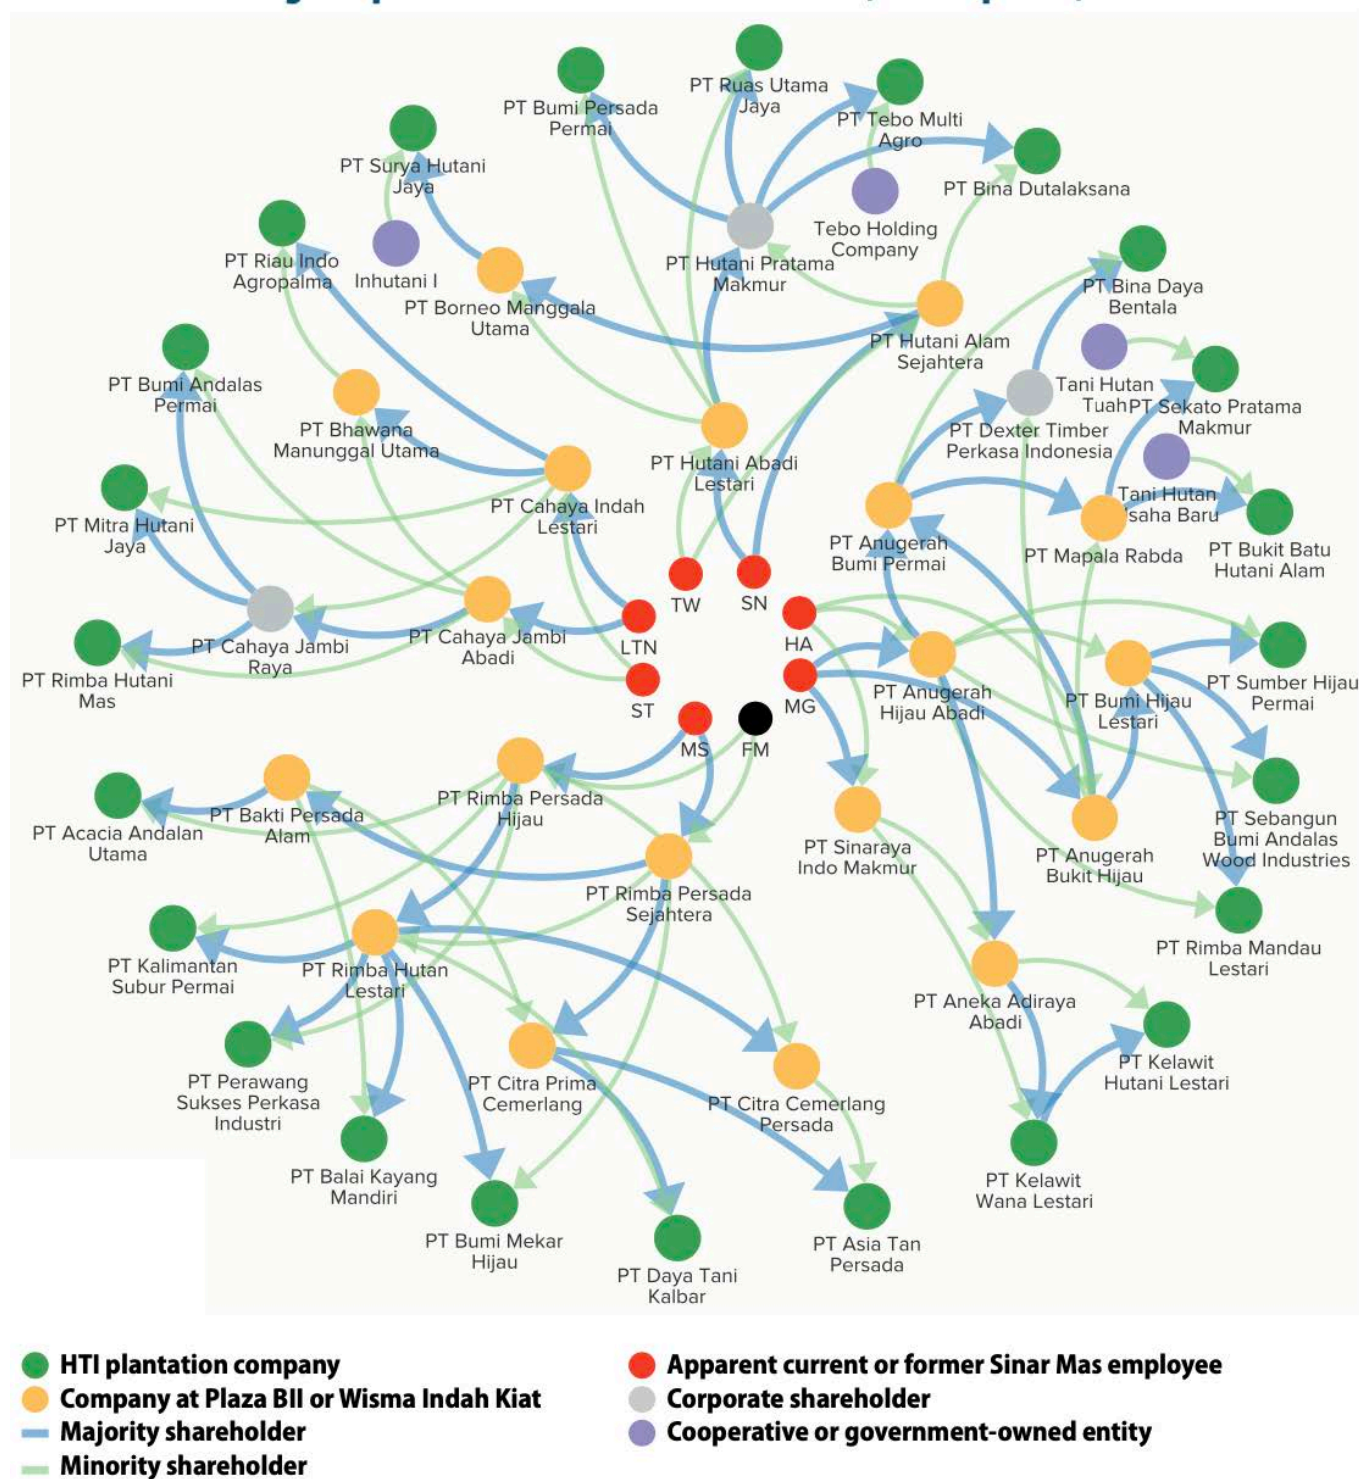 PT Ruas Utama
Jaya
PT Bumi Persada
Permai
PT Tebo Multi
Agro
PT Surya Hutani
Jaya
PT Bina Dutalaksana
Tebo Holding
Company
PT Riau Indo
Agropalma
Inhutani I
PT Hutani Pratama
Makmur
PT Bina Daya
Bentala
PT Borneo Manggala
Utama
PT Hutani Alam
Sejahtera
PT Bumi Andalas
Permai
Tani Hutan
Tuah
PT Sekato Pratama
Makmur
PT Bhawana
Manunggal Utama
PT Dexter Timber
Perkasa Indonesia
PT Hutani Abadi
Lestari
PT Cahaya Indah
Lestari
Tani Hutan
Usaha Baru
PT Mitra Hutani
Jaya
PT Anugerah
Bumi Permai
PT Mapala Rabda
PT Bukit Batu
Hutani Alam
TW
SN
LTN
HA
PT Cahaya Jambi
Raya
PT Cahaya Jambi
Abadi
PT Rimba Hutani
Mas
ST
MG
PT Anugerah
Hijau Abadi
PT Bumi Hijau
Lestari
PT Sumber Hijau
Permai
MS
FM
PT Rimba Persada
Hijau
PT Bakti Persada
Alam
PT Acacia Andalan
Utama
PT Sinaraya
Indo Makmur
PT Anugerah
Bukit Hijau
PT Sebangun
Bumi Andalas
Wood Industries
PT Rimba Persada
Sejahtera
PT Kalimantan
Subur Permai
PT Rimba Hutan
Lestari
PT Rimba Mandau
Lestari
PT Aneka Adiraya
Abadi
PT Perawang
Sukses Perkasa
Industri
PT Citra Prima
Cemerlang
PT Citra Cemerlang
Persada
PT Kelawit
Hutani Lestari
PT Balai Kayang
Mandiri
PT Kelawit
Wana Lestari
PT Bumi Mekar
Hijau
PT Daya Tani
Kalbar
PT Asia Tan
Persada
HTI plantation company
Company at Plaza BII or Wisma Indah Kiat
Majority shareholder
Minority shareholder
Apparent current or former Sinar Mas employee
Corporate shareholder
Cooperative or government-owned entity